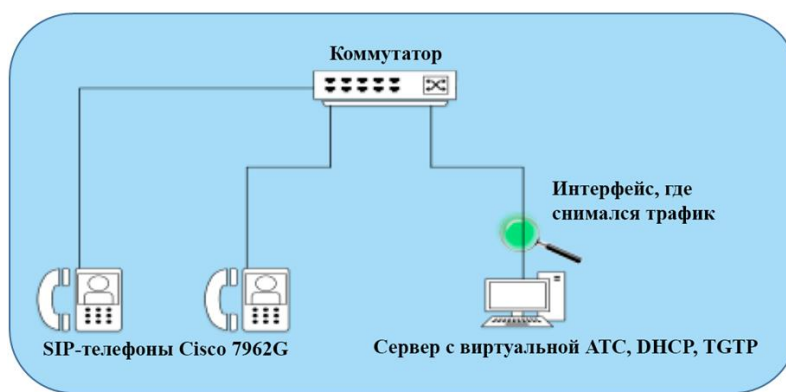 Коммутатор
Интерфейс, где
снимался трафик
SIP-телефоны Cisco 7962G
Сервер с виртуальной АТС, DHCP, TGTP